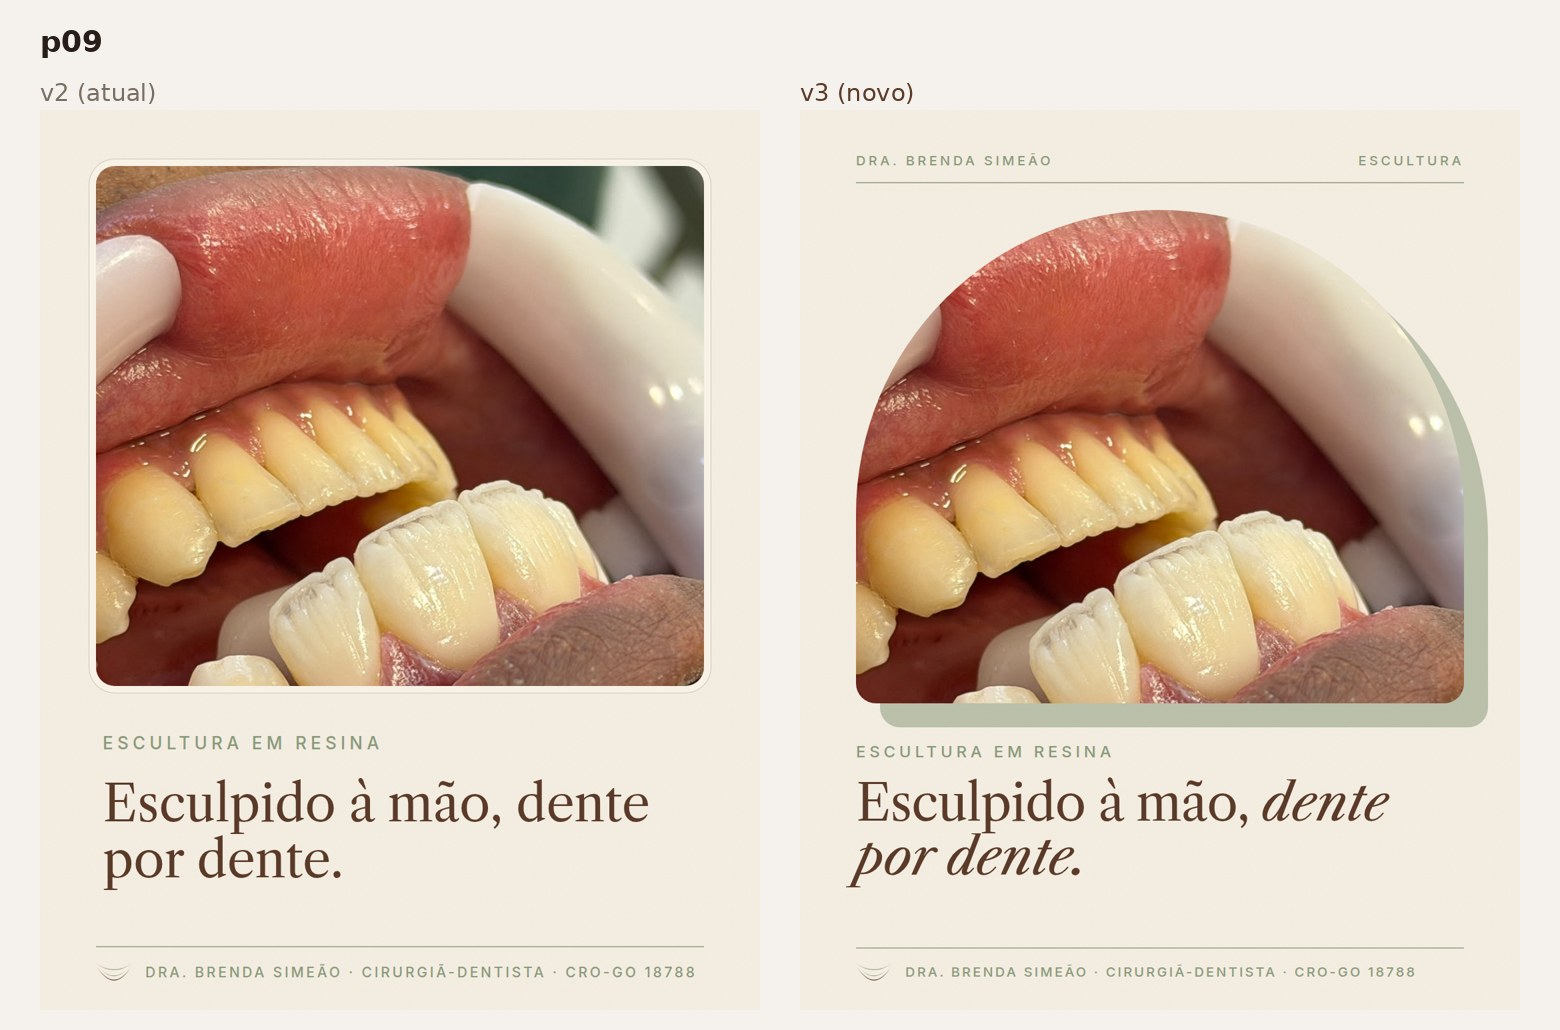 p09
v2 (atual)
ESCULTURA EM RESINA
Esculpido à mão, dente
por dente.
DRA. BRENDA SIMEÃO · CIRURGIÃ-DENTISTA · CRO-GO 18788
v3 (novo)
DRA. BRENDA SIMEÃO
ESCULTURA
ESCULTURA EM RESINA
Esculpido à mão, dente
por dente.
DRA. BRENDA SIMEÃO · CIRURGIÃ-DENTISTA · CRO-GO 18788